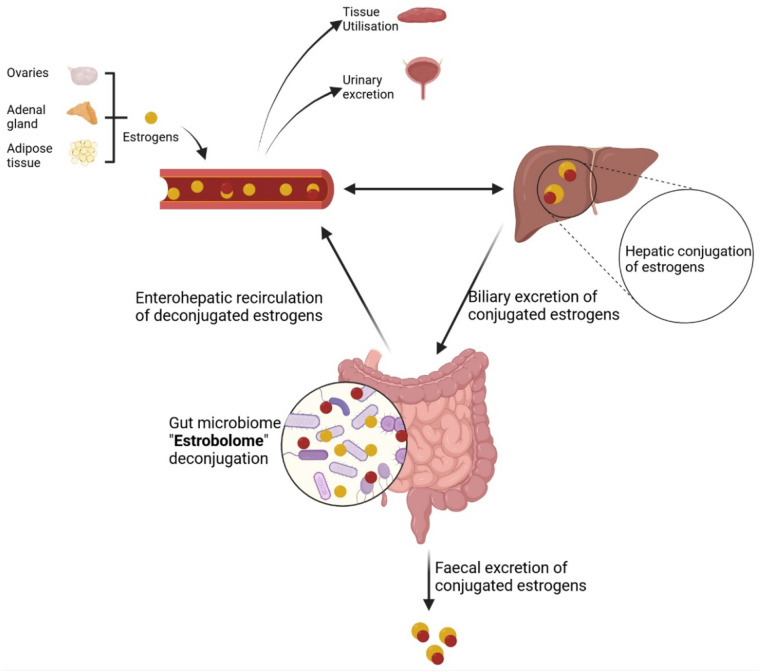 Tissue
Utilisation
Urinary
excretion
Ovaries
Adenal
gland
Adipose
tissue
Estrogens
Hepatic conjugation
of estrogens
Enterohepatic recirculation
of deconjugated estrogens
Biliary excretion of
conjugated estrogens
Gut microbiome
"Estrobolome"
deconjugation
Faecal excretion of
conjugated estrogens